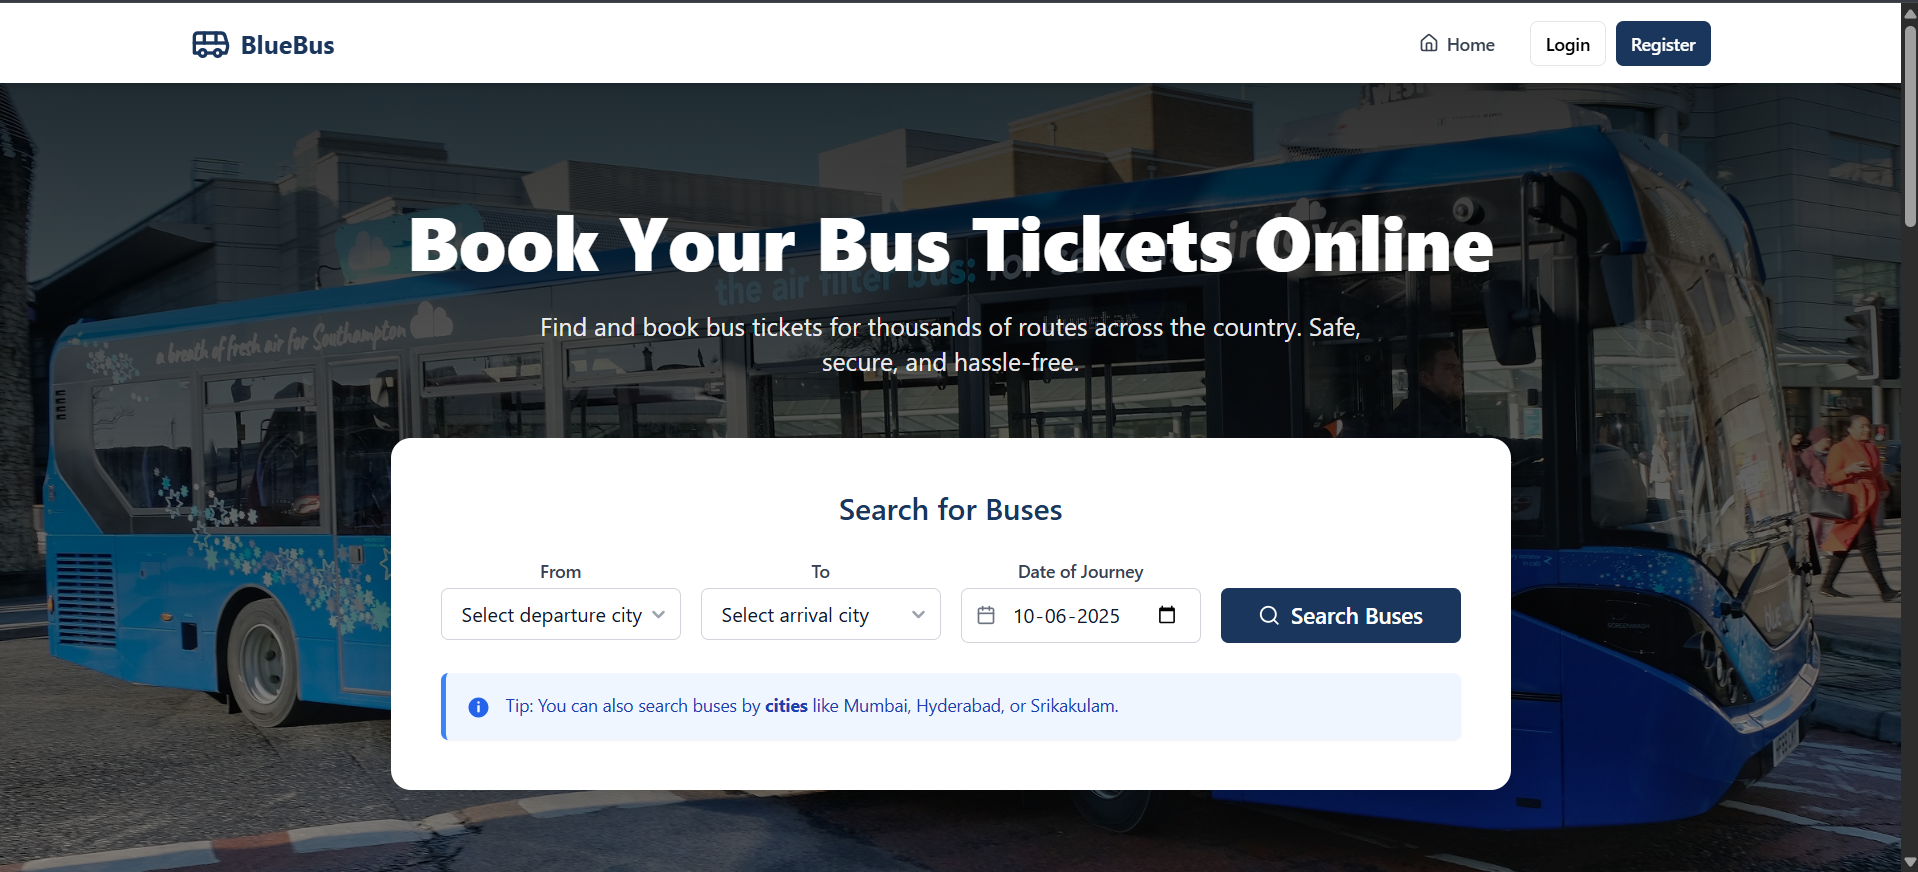 BlueBus
Home
Login
Register
Book Your Bus Tickets Online
the air filter bus:
Find and book bus tickets for thousands of routes across the country. Safe,
secure, and hassle-free.
a breath of fresh air for Southampton
Search for Buses
From
To
Date of Journey
Select departure city
Select arrival city
10-06-2025
Search Buses
Tip: You can also search buses by cities like Mumbai, Hyderabad, or Srikakulam.